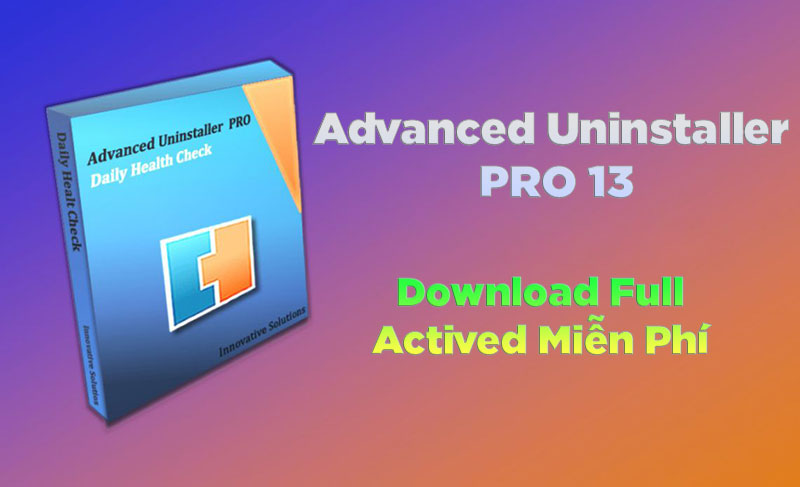 Advanced Uninstaller PRO
Daily Health Check
Daily Healt Check
Innovative Solutions
Innovative Solutios
Advanced Uninstaller
PRO 13
Download Full
Actived Miễn Phí